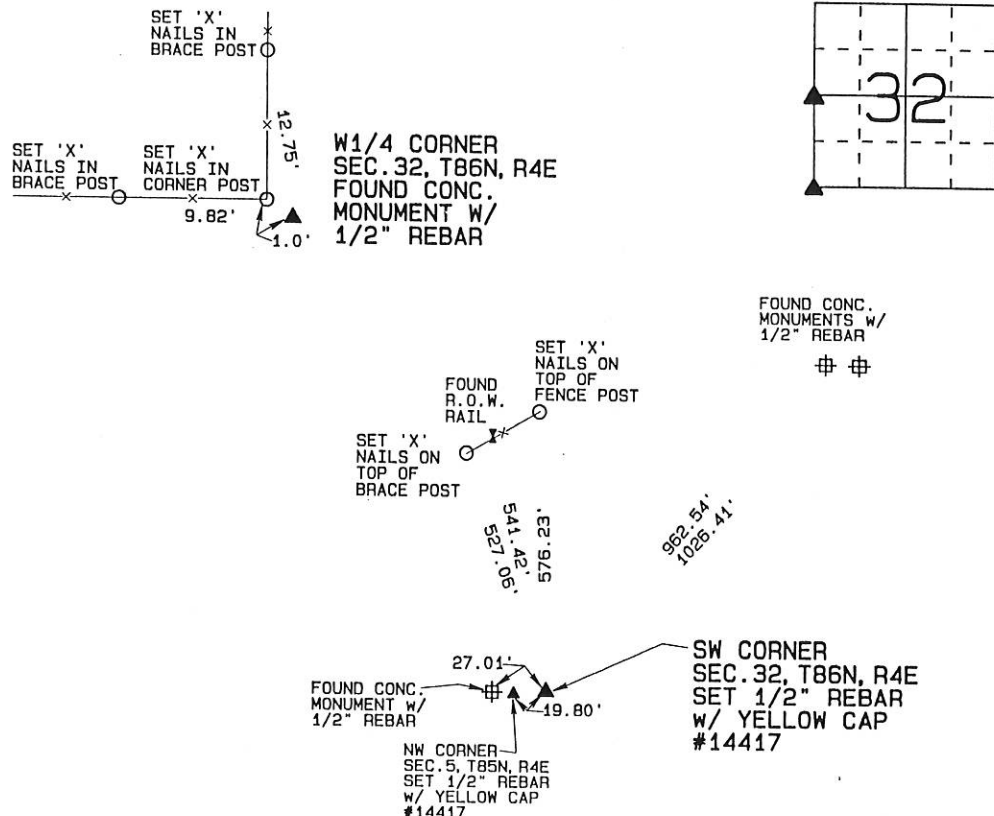 SET 'X'
NAILS IN
BRACE POST
12.75'
SET 'X'
NAILS IN
BRACE POST
SET 'X'
NAILS IN
CORNER POST
9.82'
1.0'
W1/4 CORNER
SEC.32, T86N, R4E
FOUND CONC.
MONUMENT W/
1/2" REBAR
32
FOUND CONC.
MONUMENTS W/
1/2" REBAR
SET 'X'
NAILS ON
TOP OF
FENCE POST
FOUND
R.O.W.
RAIL
SET 'X'
NAILS ON
TOP OF
BRACE POST
576.23'
541.42'
527.06'
962.54'
1026.41'
27.01'
19.80'
FOUND CONC.
MONUMENT W/
1/2" REBAR
SW CORNER
SEC.32, T86N, R4E
SET 1/2" REBAR
W/ YELLOW CAP
#14417
NW CORNER
SEC.5, T85N, R4E
SET 1/2" REBAR
W/ YELLOW CAP
#14417